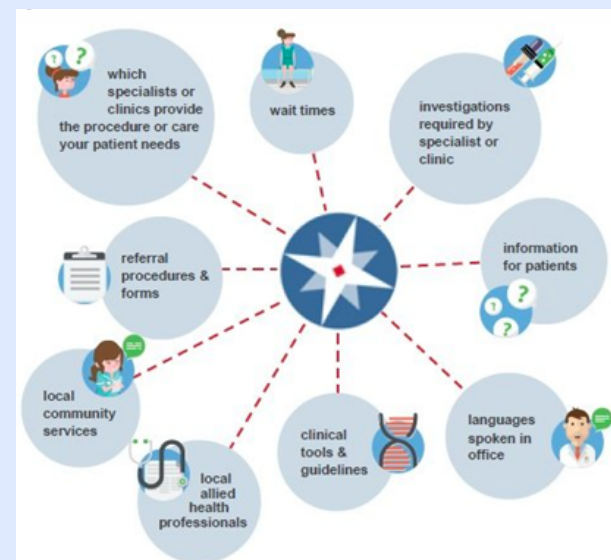 which
specialists or
clinics provide
the procedure or care
your patient needs
wait times
investigations
required by
specialist or
clinic
referral
procedures &
forms
information
for patients
local
community
services
local
allied
health
professionals
clinical
tools &
guidelines
languages
spoken in
office